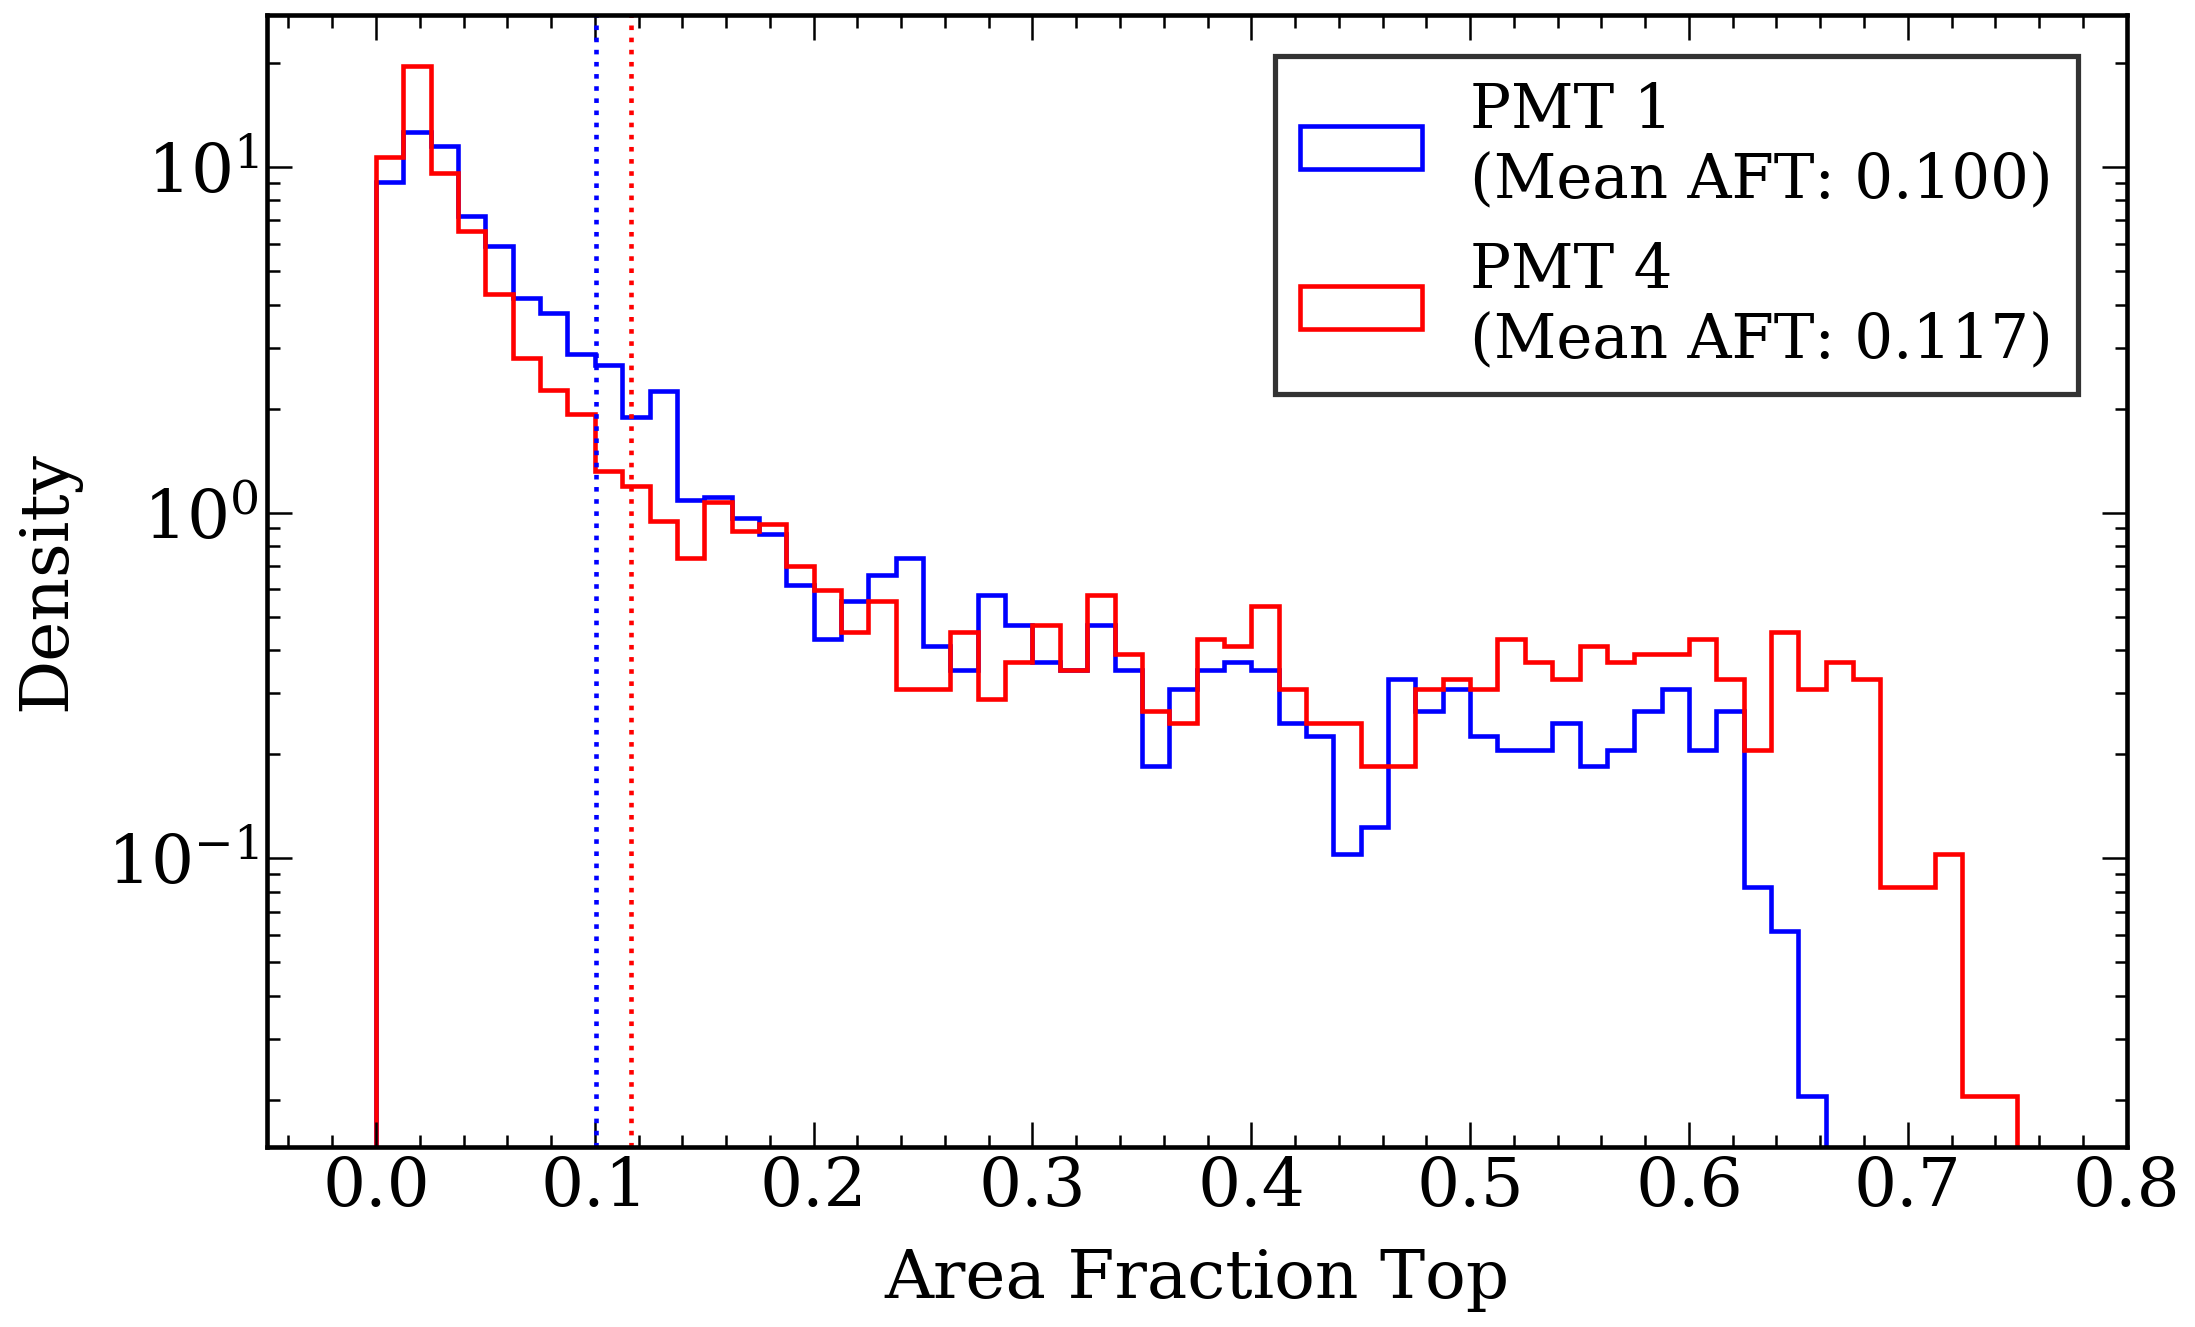 PMT 1
(Mean AFT: 0.100)
PMT 4
(Mean AFT: 0.117)
10¹
10⁰
10⁻¹
Density
0.0 0.1 0.2 0.3 0.4 0.5 0.6 0.7 0.8
Area Fraction Top